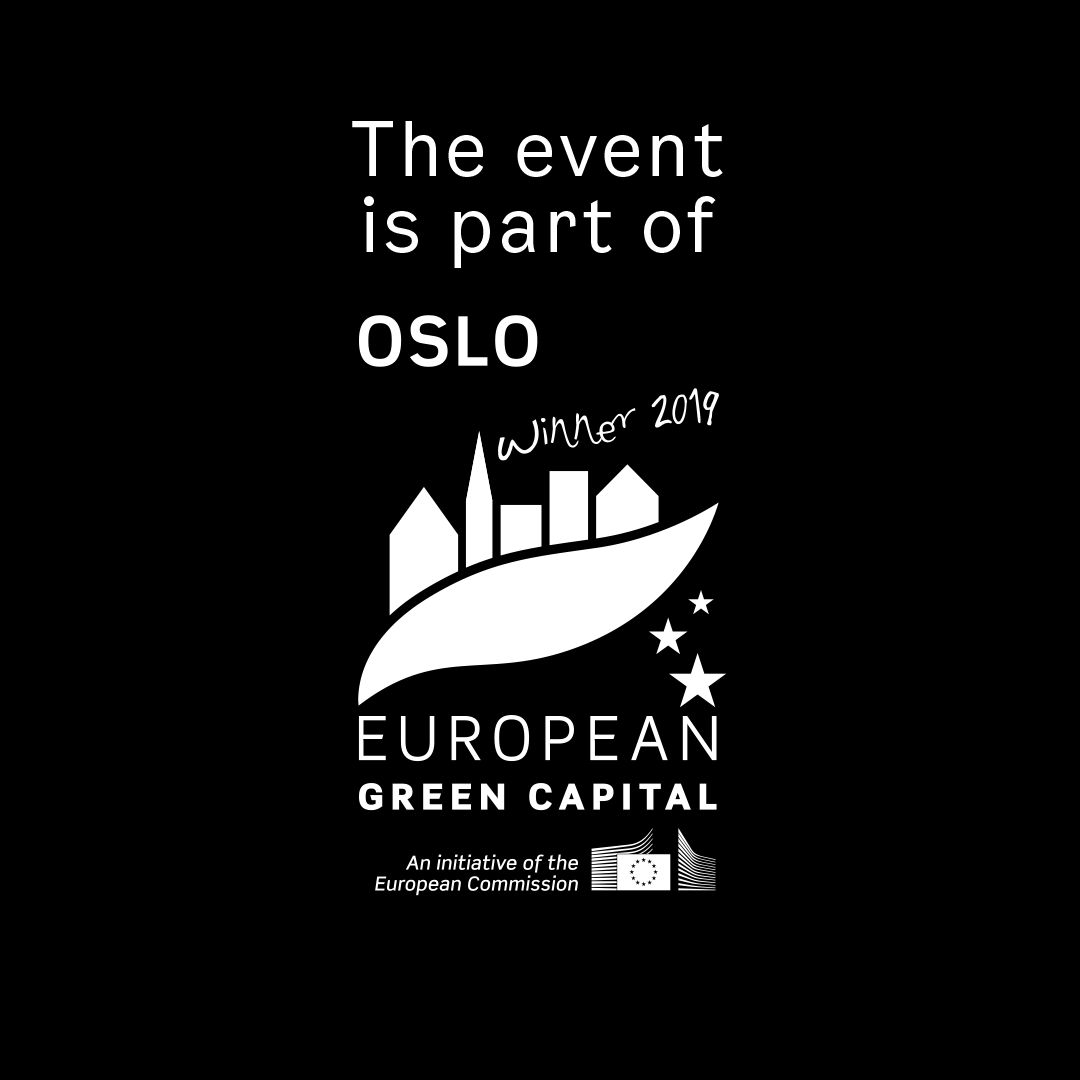 The event
is part of
OSLO
winner 2019
EUROPEAN
GREEN CAPITAL
An initiative of the
European Commission